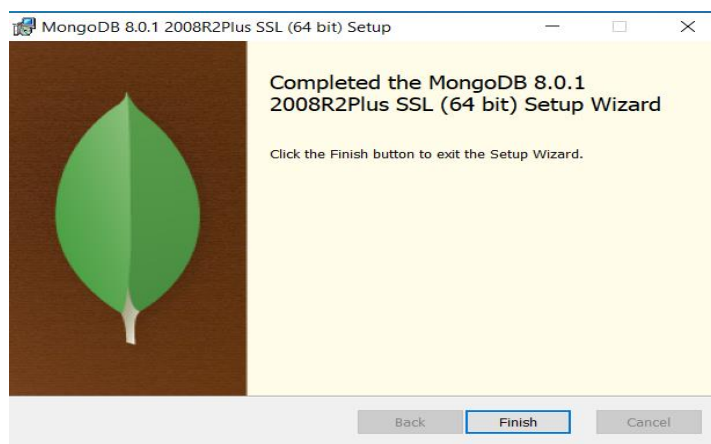 MongoDB 8.0.1 2008R2Plus SSL (64 bit) Setup
Completed the MongoDB 8.0.1
2008R2Plus SSL (64 bit) Setup Wizard
Click the Finish button to exit the Setup Wizard.
Back Finish Cancel